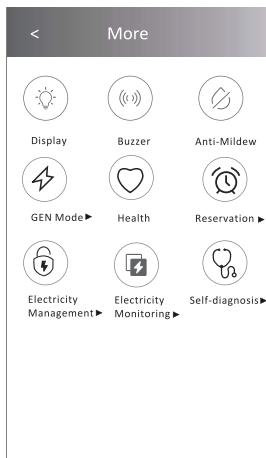 < More
Display Buzzer Anti-Mildew
GEN Mode► Health Reservation ►
Electricity Electricity Self-diagnosis►
Management► Monitoring ►